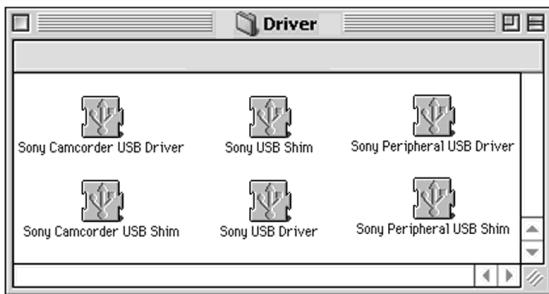 Driver
Sony Camcorder USB Driver
Sony USB Shim
Sony Peripheral USB Driver
Sony Camcorder USB Shim
Sony USB Driver
Sony Peripheral USB Shim